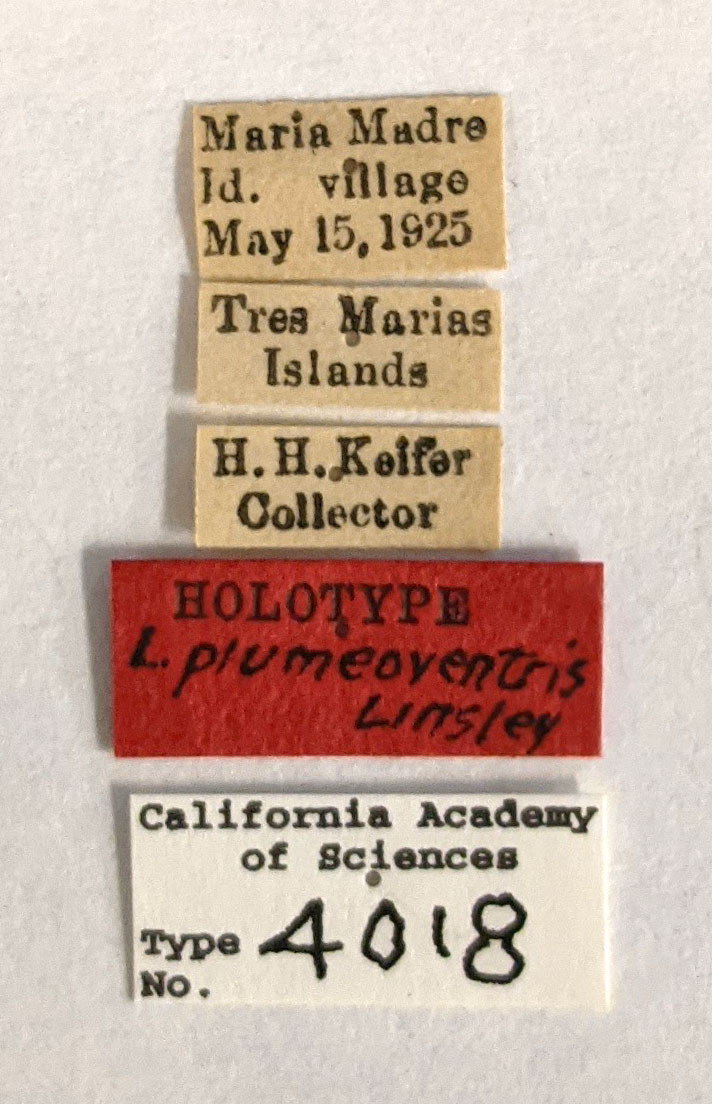 Maria Madre
Id. village
May 15, 1925
Tres Marias
Islands
H. H. Keifer
Collector
HOLOTYPE
L. plumeoventris
Linsley
California Academy
of Sciences
Type 4018
No.